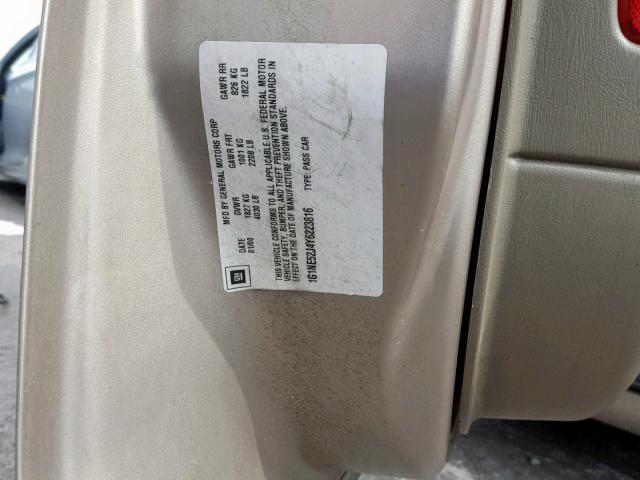 GM
MFD BY GENERAL MOTORS CORP
DATE GVWR GAWR FRT GAWR RR
01/00 1827 KG 1001 KG 826 KG
4030 LB 2208 LB 1822 LB
THIS VEHICLE CONFORMS TO ALL APPLICABLE U.S. FEDERAL MOTOR
VEHICLE SAFETY, BUMPER, AND THEFT PREVENTION STANDARDS IN
EFFECT ON THE DATE OF MANUFACTURE SHOWN ABOVE.
1G1NE52J4Y6223816 TYPE: PASS CAR